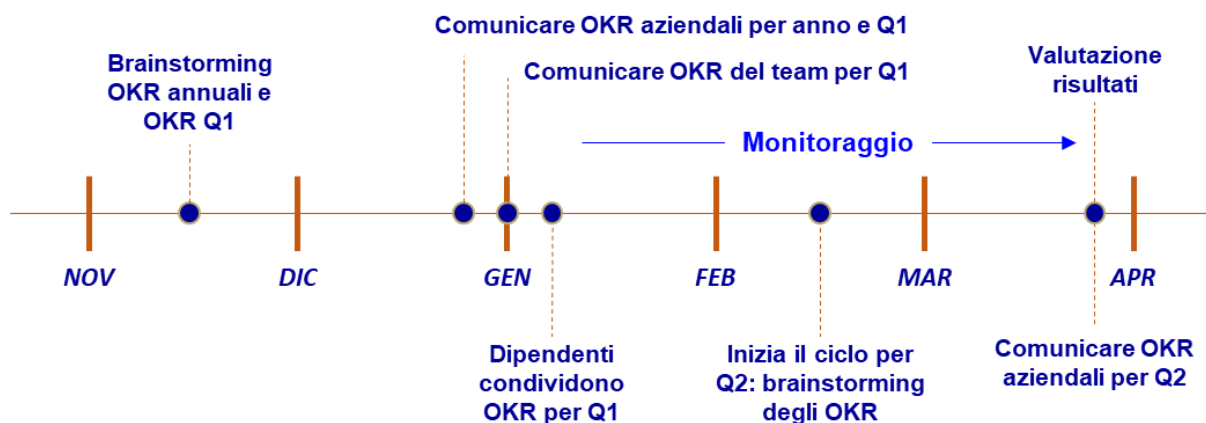 Comunicare OKR aziendali per anno e Q1
Brainstorming
OKR annuali e
OKR Q1
Comunicare OKR del team per Q1
Valutazione
risultati
Monitoraggio
NOV
DIC
GEN
FEB
MAR
APR
Dipendenti
condividono
OKR per Q1
Inizia il ciclo per
Q2: brainstorming
degli OKR
Comunicare OKR
aziendali per Q2